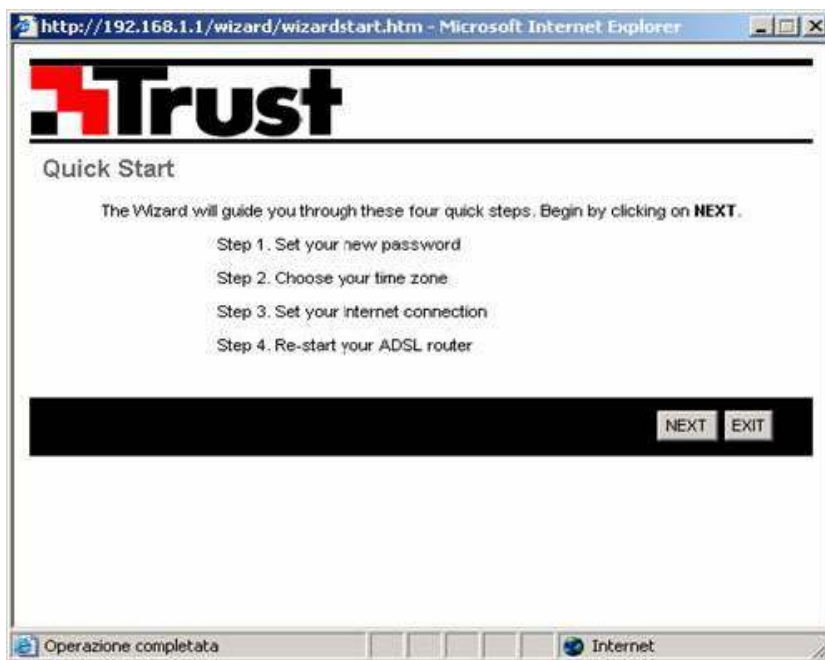 http://192.168.1.1/wizard/wizardstart.htm - Microsoft Internet Explorer
Trust
Quick Start
The Wizard will guide you through these four quick steps. Begin by clicking on NEXT.
Step 1. Set your new password
Step 2. Choose your time zone
Step 3. Set your Internet connection
Step 4. Re-start your ADSL router
NEXT EXIT
Operazione completata Internet